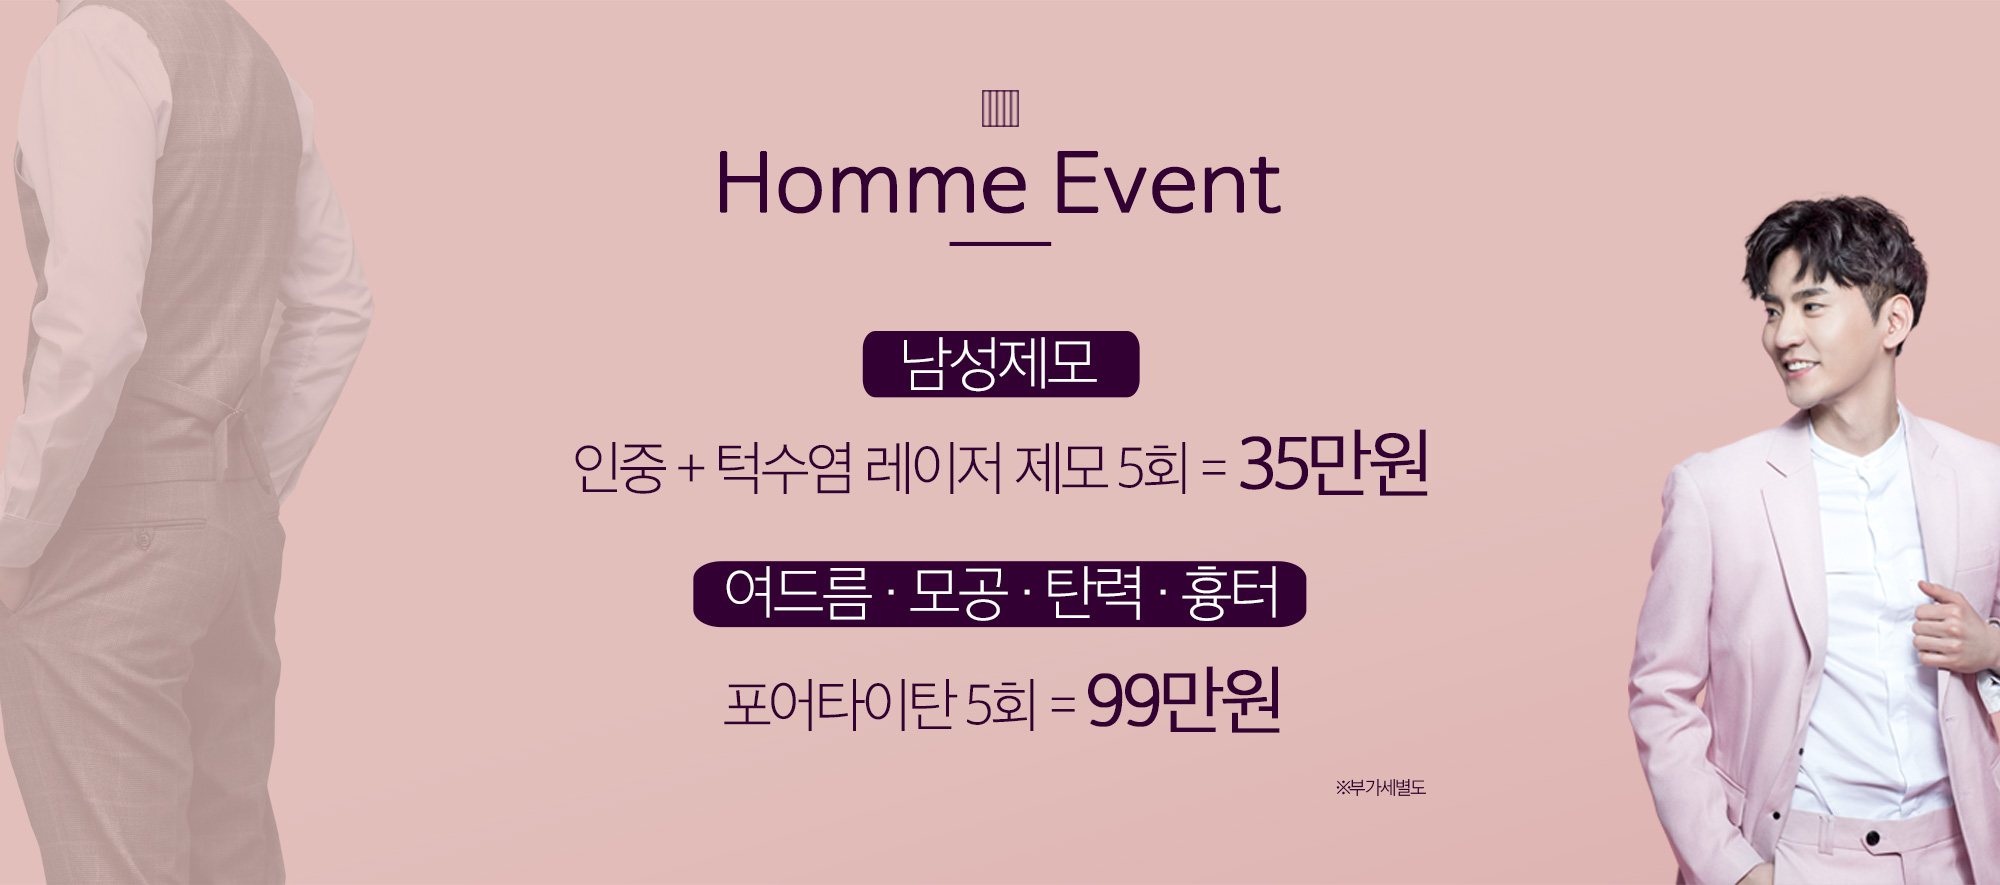 Homme Event
남성제모
인중 + 턱수염 레이저 제모 5회 = 35만원
여드름 · 모공 · 탄력 · 흉터
포어타이탄 5회 = 99만원
※부가세별도